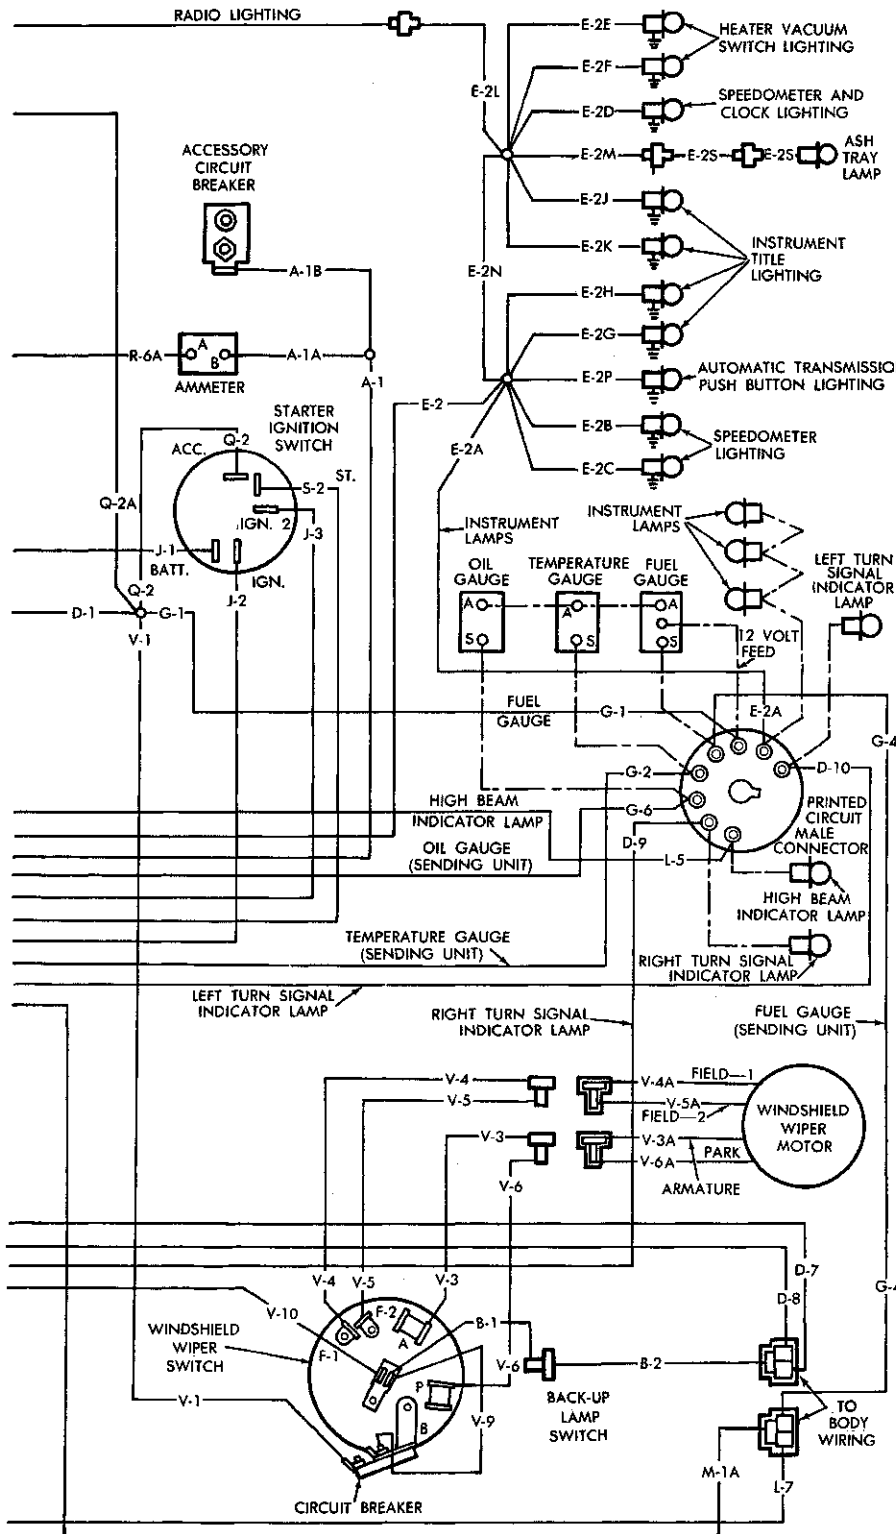 RADIO LIGHTING
E-2E
HEATER VACUUM
SWITCH LIGHTING
E-2F
E-2L
E-2D
SPEEDOMETER AND
CLOCK LIGHTING
E-2M
E-2S
E-2S
ASH
TRAY
LAMP
ACCESSORY
CIRCUIT
BREAKER
E-2J
E-2K
INSTRUMENT
TITLE
LIGHTING
A-1B
E-2N
E-2H
E-2G
R-6A
A
B
A-1A
AMMETER
A-1
E-2P
AUTOMATIC TRANSMISSIO
PUSH BUTTON LIGHTING
E-2
E-2B
SPEEDOMETER
LIGHTING
E-2A
E-2C
STARTER
IGNITION
SWITCH
Q-2
ACC.
ST.
S-2
Q-2A
IGN. 2
J-3
J-1
BATT.
IGN.
Q-2
J-2
D-1
G-1
V-1
INSTRUMENT
LAMPS
INSTRUMENT
LAMPS
OIL
GAUGE
TEMPERATURE
GAUGE
FUEL
GAUGE
LEFT TURN
SIGNAL
INDICATOR
LAMP
A
A
A
S
S
S
12 VOLT
FEED
FUEL
GAUGE
G-1
E-2A
G-4
G-2
D-10
G-6
HIGH BEAM
INDICATOR LAMP
D-9
PRINTED
CIRCUIT
MALE
CONNECTOR
OIL GAUGE
(SENDING UNIT)
L-5
HIGH BEAM
INDICATOR LAMP
TEMPERATURE GAUGE
(SENDING UNIT)
RIGHT TURN SIGNAL
INDICATOR LAMP
LEFT TURN SIGNAL
INDICATOR LAMP
RIGHT TURN SIGNAL
INDICATOR LAMP
FUEL GAUGE
(SENDING UNIT)
V-4
V-4A
FIELD—1
V-5
V-5A
FIELD—2
WINDSHIELD
WIPER
MOTOR
V-3
V-3A
V-6A
PARK
V-6
ARMATURE
V-4
V-5
V-3
D-7
D-8
V-10
F-2
A
B-1
F-1
WINDSHIELD
WIPER
SWITCH
V-6
B-2
P
V-1
B
V-9
BACK-UP
LAMP
SWITCH
TO
BODY
WIRING
M-1A
L-7
CIRCUIT BREAKER